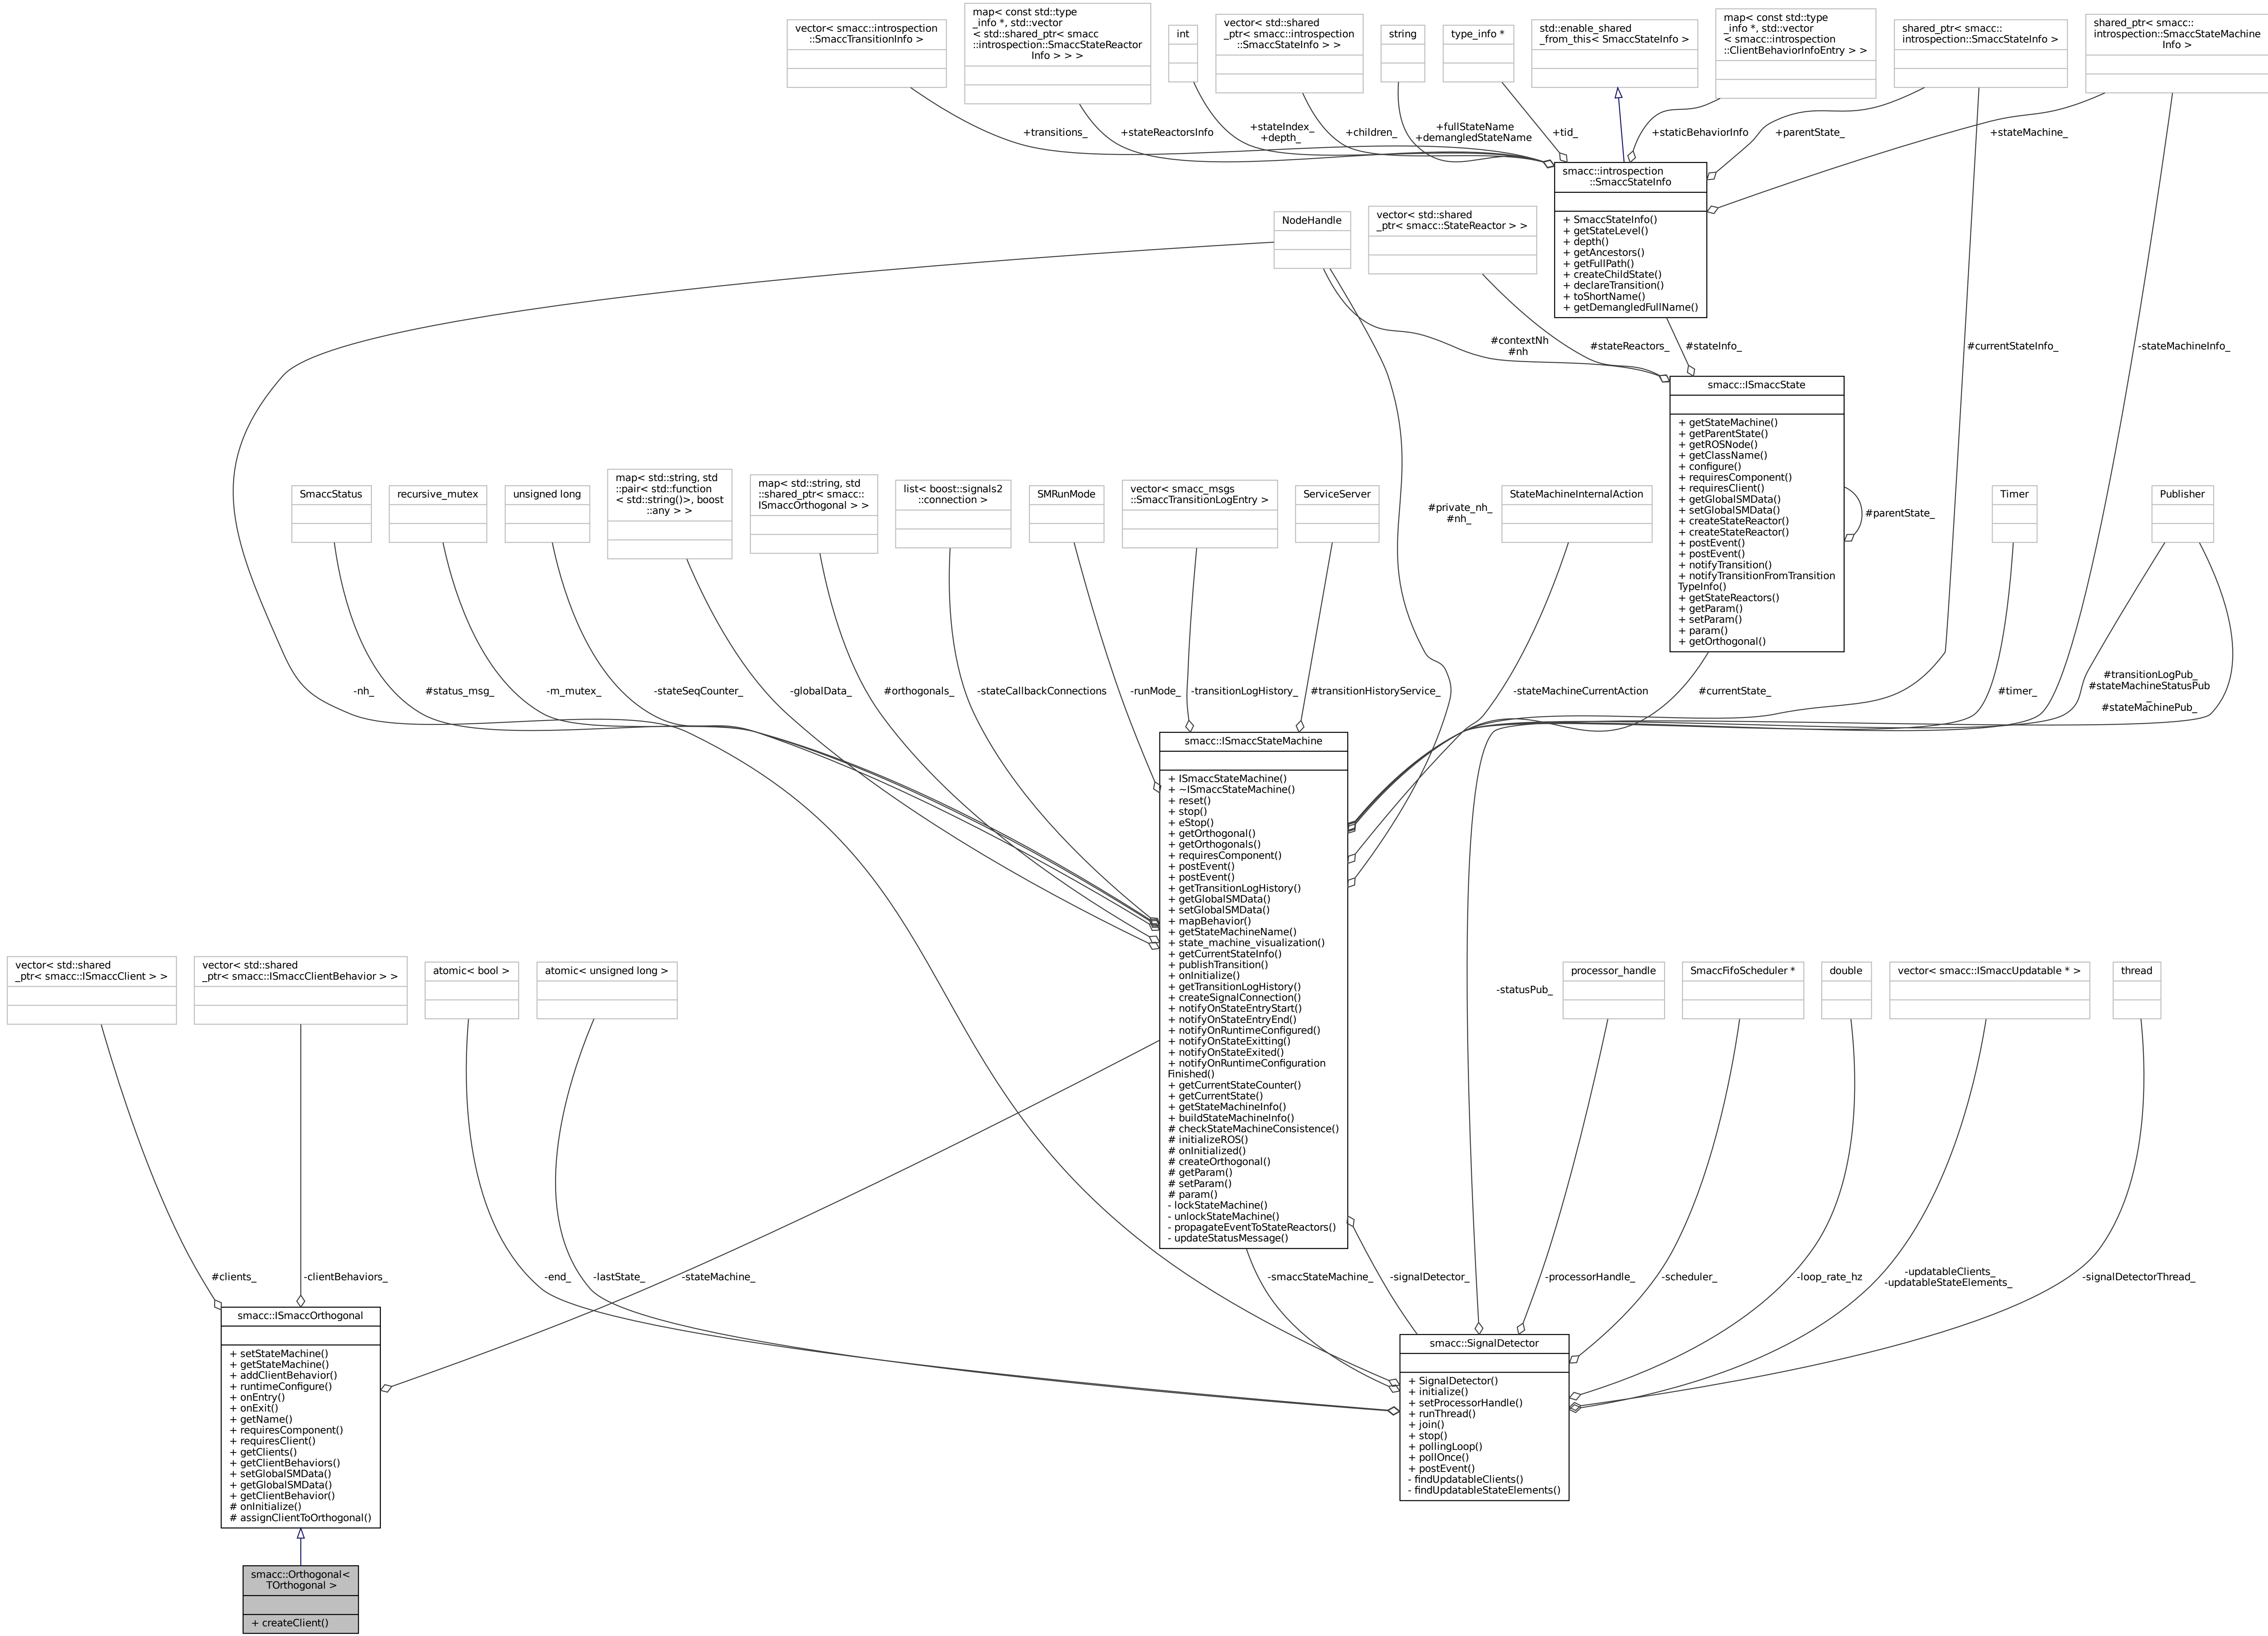 vector< smacc::introspection
::SmaccTransitionInfo >
map< const std::type
_info *, std::vector
< std::shared_ptr< smacc
::introspection::SmaccStateReactor
Info > > >
int
vector< std::shared
_ptr< smacc::introspection
::SmaccStateInfo > >
string
type_info *
std::enable_shared
_from_this< SmaccStateInfo >
map< const std::type
_info *, std::vector
< smacc::introspection
::ClientBehaviorInfoEntry > >
shared_ptr< smacc::
introspection::SmaccStateInfo >
shared_ptr< smacc::
introspection::SmaccStateMachine
Info >
+transitions_
+stateReactorsInfo
+stateIndex_
+depth_
+children_
+fullStateName
+demangledStateName
+tid_
+staticBehaviorInfo
+parentState_
+stateMachine_
smacc::introspection
::SmaccStateInfo
+ SmaccStateInfo()
+ getStateLevel()
+ depth()
+ getAncestors()
+ getFullPath()
+ createChildState()
+ declareTransition()
+ toShortName()
+ getDemangledFullName()
NodeHandle
vector< std::shared
_ptr< smacc::StateReactor > >
#contextNh
#nh
#stateReactors_
#stateInfo_
#currentStateInfo_
-stateMachineInfo_
smacc::ISmaccState
+ getStateMachine()
+ getParentState()
+ getROSNode()
+ getClassName()
+ configure()
+ requiresComponent()
+ requiresClient()
+ getGlobalSMData()
+ setGlobalSMData()
+ createStateReactor()
+ createStateReactor()
+ postEvent()
+ postEvent()
+ notifyTransition()
+ notifyTransitionFromTransition
TypeInfo()
+ getStateReactors()
+ getParam()
+ setParam()
+ param()
+ getOrthogonal()
#parentState_
SmaccStatus
recursive_mutex
unsigned long
map< std::string, std
::pair< std::function
< std::string()>, boost
::any > >
map< std::string, std
::shared_ptr< smacc::
ISmaccOrthogonal > >
list< boost::signals2
::connection >
SMRunMode
vector< smacc_msgs
::SmaccTransitionLogEntry >
ServiceServer
#private_nh_
#nh_
StateMachineInternalAction
Timer
Publisher
-nh_
#status_msg_
-m_mutex_
-stateSeqCounter_
-globalData_
#orthogonals_
-stateCallbackConnections
-runMode_
-transitionLogHistory_
#transitionHistoryService_
-stateMachineCurrentAction
#currentState_
#timer_
#transitionLogPub_
#stateMachineStatusPub
_
#stateMachinePub_
smacc::ISmaccStateMachine
+ ISmaccStateMachine()
+ ~ISmaccStateMachine()
+ reset()
+ stop()
+ eStop()
+ getOrthogonal()
+ getOrthogonals()
+ requiresComponent()
+ postEvent()
+ postEvent()
+ getTransitionLogHistory()
+ getGlobalSMData()
+ setGlobalSMData()
+ mapBehavior()
+ getStateMachineName()
+ state_machine_visualization()
+ getCurrentStateInfo()
+ publishTransition()
+ onInitialize()
+ getTransitionLogHistory()
+ createSignalConnection()
+ notifyOnStateEntryStart()
+ notifyOnStateEntryEnd()
+ notifyOnRuntimeConfigured()
+ notifyOnStateExitting()
+ notifyOnStateExited()
+ notifyOnRuntimeConfiguration
Finished()
+ getCurrentStateCounter()
+ getCurrentState()
+ getStateMachineInfo()
+ buildStateMachineInfo()
# checkStateMachineConsistence()
# initializeROS()
# onInitialized()
# createOrthogonal()
# getParam()
# setParam()
# param()
- lockStateMachine()
- unlockStateMachine()
- propagateEventToStateReactors()
- updateStatusMessage()
vector< std::shared
_ptr< smacc::ISmaccClient > >
vector< std::shared
_ptr< smacc::ISmaccClientBehavior > >
atomic< bool >
atomic< unsigned long >
-statusPub_
processor_handle
SmaccFifoScheduler *
double
vector< smacc::ISmaccUpdatable * >
thread
#clients_
-clientBehaviors_
-end_
-lastState_
-stateMachine_
-smaccStateMachine_
-signalDetector_
-processorHandle_
-scheduler_
-loop_rate_hz
-updatableClients_
-updatableStateElements_
-signalDetectorThread_
smacc::ISmaccOrthogonal
+ setStateMachine()
+ getStateMachine()
+ addClientBehavior()
+ runtimeConfigure()
+ onEntry()
+ onExit()
+ getName()
+ requiresComponent()
+ requiresClient()
+ getClients()
+ getClientBehaviors()
+ setGlobalSMData()
+ getGlobalSMData()
+ getClientBehavior()
# onInitialize()
# assignClientToOrthogonal()
smacc::SignalDetector
+ SignalDetector()
+ initialize()
+ setProcessorHandle()
+ runThread()
+ join()
+ stop()
+ pollingLoop()
+ pollOnce()
+ postEvent()
- findUpdatableClients()
- findUpdatableStateElements()
smacc::Orthogonal<
TOrthogonal >
+ createClient()